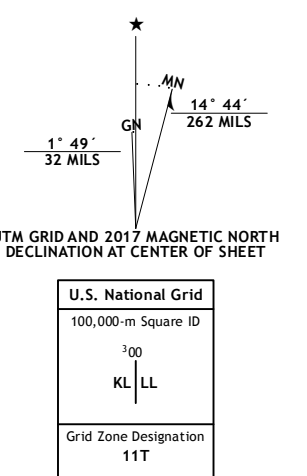 ★
MN
GN
14° 44´
262 MILS
1° 49´
32 MILS
UTM GRID AND 2017 MAGNETIC NORTH
DECLINATION AT CENTER OF SHEET
U.S. National Grid
100,000-m Square ID
³00
KL LL
Grid Zone Designation
11T